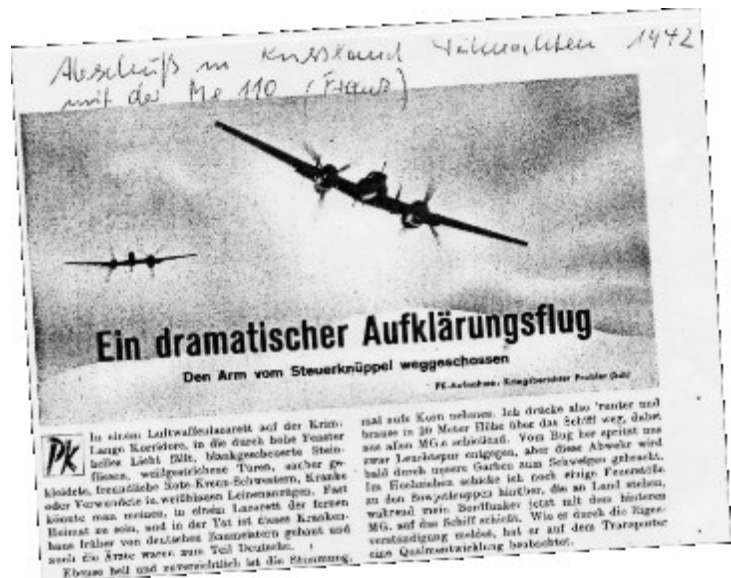 Abschuß in Russland Weihnachten 1942
mit der Me 110 (Franz)
Ein dramatischer Aufklärungsflug
Den Arm vom Steuerknüppel weggeschossen
PK-Aufnahme: Kriegsberichter
PK
In einem Luftwaffenlazarett auf der Krim.
Lange Korridore, in die durch hohe Fenster
helles Licht fällt, blankgescheuerte Stein-
fliesen, weißgestrichene Türen, sauber ge-
kleidete, freundliche Rote-Kreuz-Schwestern, Kranke
oder Verwundete in weißblauen Leinenanzügen. Fast
könnte man meinen, in einem Lazarett der fernen
Heimat zu sein, und in der Tat ist dieses Kranken-
haus früher von deutschen Baumeistern gebaut und
auch die Ärzte waren zum Teil Deutsche.
Ebenso hell und zuversichtlich ist die Stimmung,
mal aufs Korn nehmen. Ich drücke also 'runter und
brause in 20 Meter Höhe über das Schiff weg, dabei
aus allen MG.s schießend. Vom Bug her spritzt uns
zwar Leuchtspur entgegen, aber diese Abwehr wird
bald durch unsere Garben zum Schweigen gebracht.
Im Hochziehen schicke ich noch einige Feuerstöße
zu den Sowjettruppen hinüber, die an Land stehen,
während mein Bordfunker jetzt mit dem hinteren
MG. auf das Schiff schießt. Wie er durch die Eigen-
verständigung meldet, hat er auf dem Transporter
eine Qualmentwicklung beobachtet.